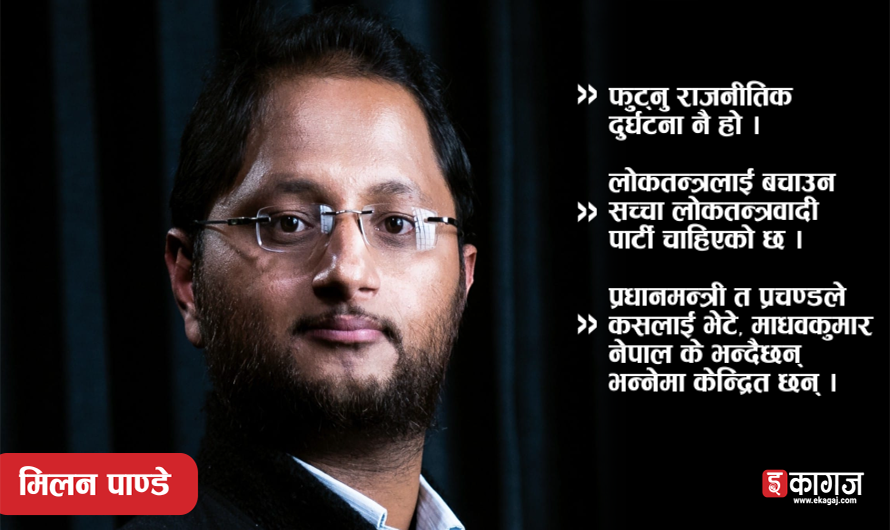 » फुट्नु राजनीतिक
दुर्घटना नै हो ।
लोकतन्त्रलाई बचाउन
» सच्चा लोकतन्त्रवादी
पार्टी चाहिएको छ ।
प्रधानमन्त्री त प्रचण्डले
» कसलाई भेटे, माधवकुमार
नेपाल के भन्दैछन्
भन्नेमा केन्द्रित छन् ।
मिलन पाण्डे
इकागज
www.ekagaj.com